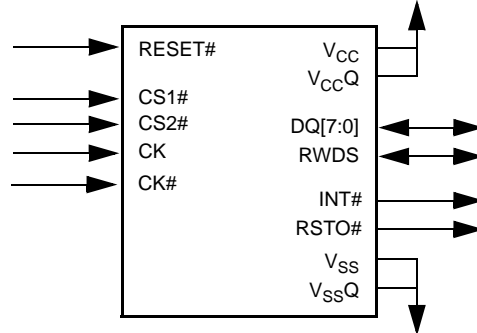 RESET#
CS1#
CS2#
CK
CK#
VCC
VCCQ
DQ[7:0]
RWDS
INT#
RSTO#
VSS
VSSQ